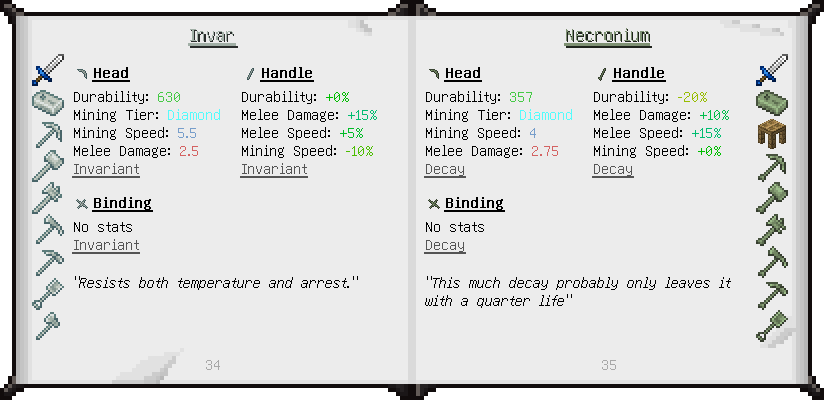 Invar
Head
Durability: 630
Mining Tier: Diamond
Mining Speed: 5.5
Melee Damage: 2.5
Invariant
Handle
Durability: +0%
Melee Damage: +15%
Melee Speed: +5%
Mining Speed: -10%
Invariant
Binding
No stats
Invariant
"Resists both temperature and arrest."
34
Necronium
Head
Durability: 357
Mining Tier: Diamond
Mining Speed: 4
Melee Damage: 2.75
Decay
Handle
Durability: -20%
Melee Damage: +10%
Melee Speed: +15%
Mining Speed: +0%
Decay
Binding
No stats
Decay
"This much decay probably only leaves it
with a quarter life"
35